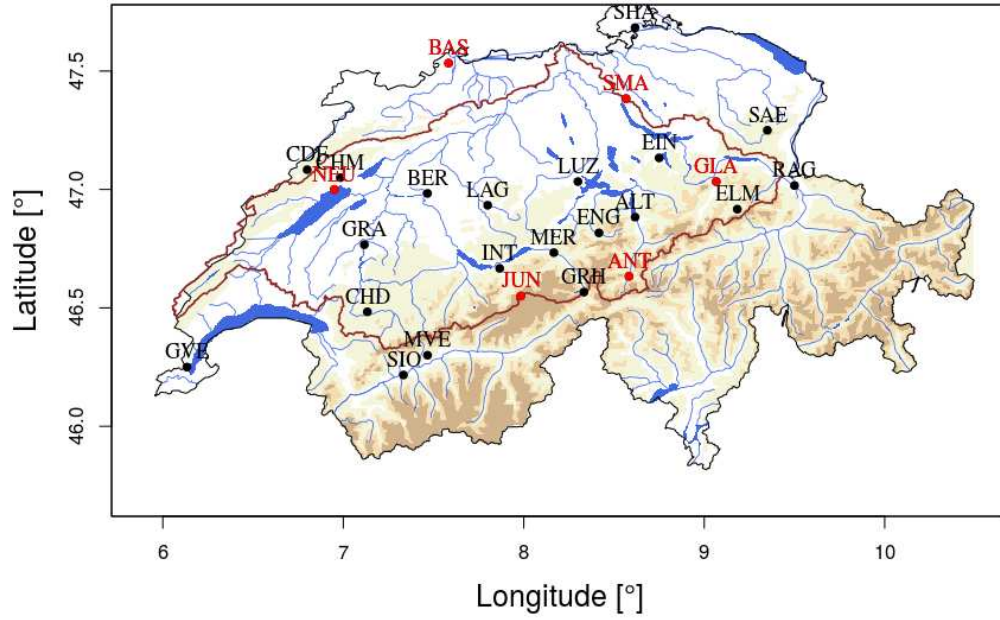 SHA
BAS
47.5
SMA
SAE
EIN
CDF
CHM
NEU
LUZ
GLA
RAG
47.0
BER
LAG
ELM
ALT
ENG
GRA
MER
INT
ANT
JUN
GRH
CHD
46.5
MVE
GVE
SIO
46.0
Latitude [°]
6 7 8 9 10
Longitude [°]